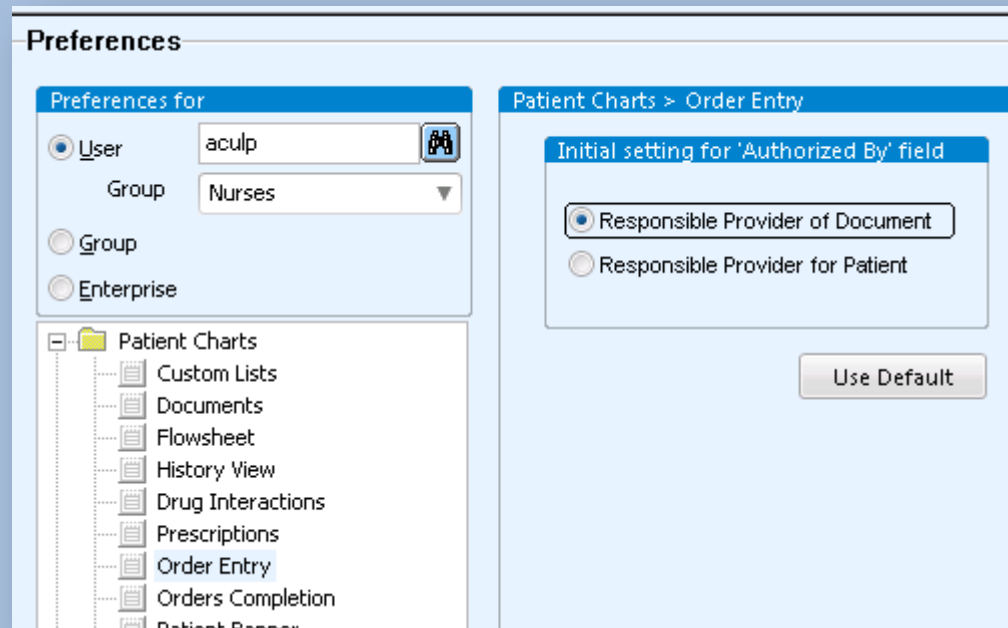 Preferences
Preferences for
User
aculp
Group
Nurses
Group
Enterprise
Patient Charts
Custom Lists
Documents
Flowsheet
History View
Drug Interactions
Prescriptions
Order Entry
Orders Completion
Patient Banner
Patient Charts > Order Entry
Initial setting for 'Authorized By' field
Responsible Provider of Document
Responsible Provider for Patient
Use Default